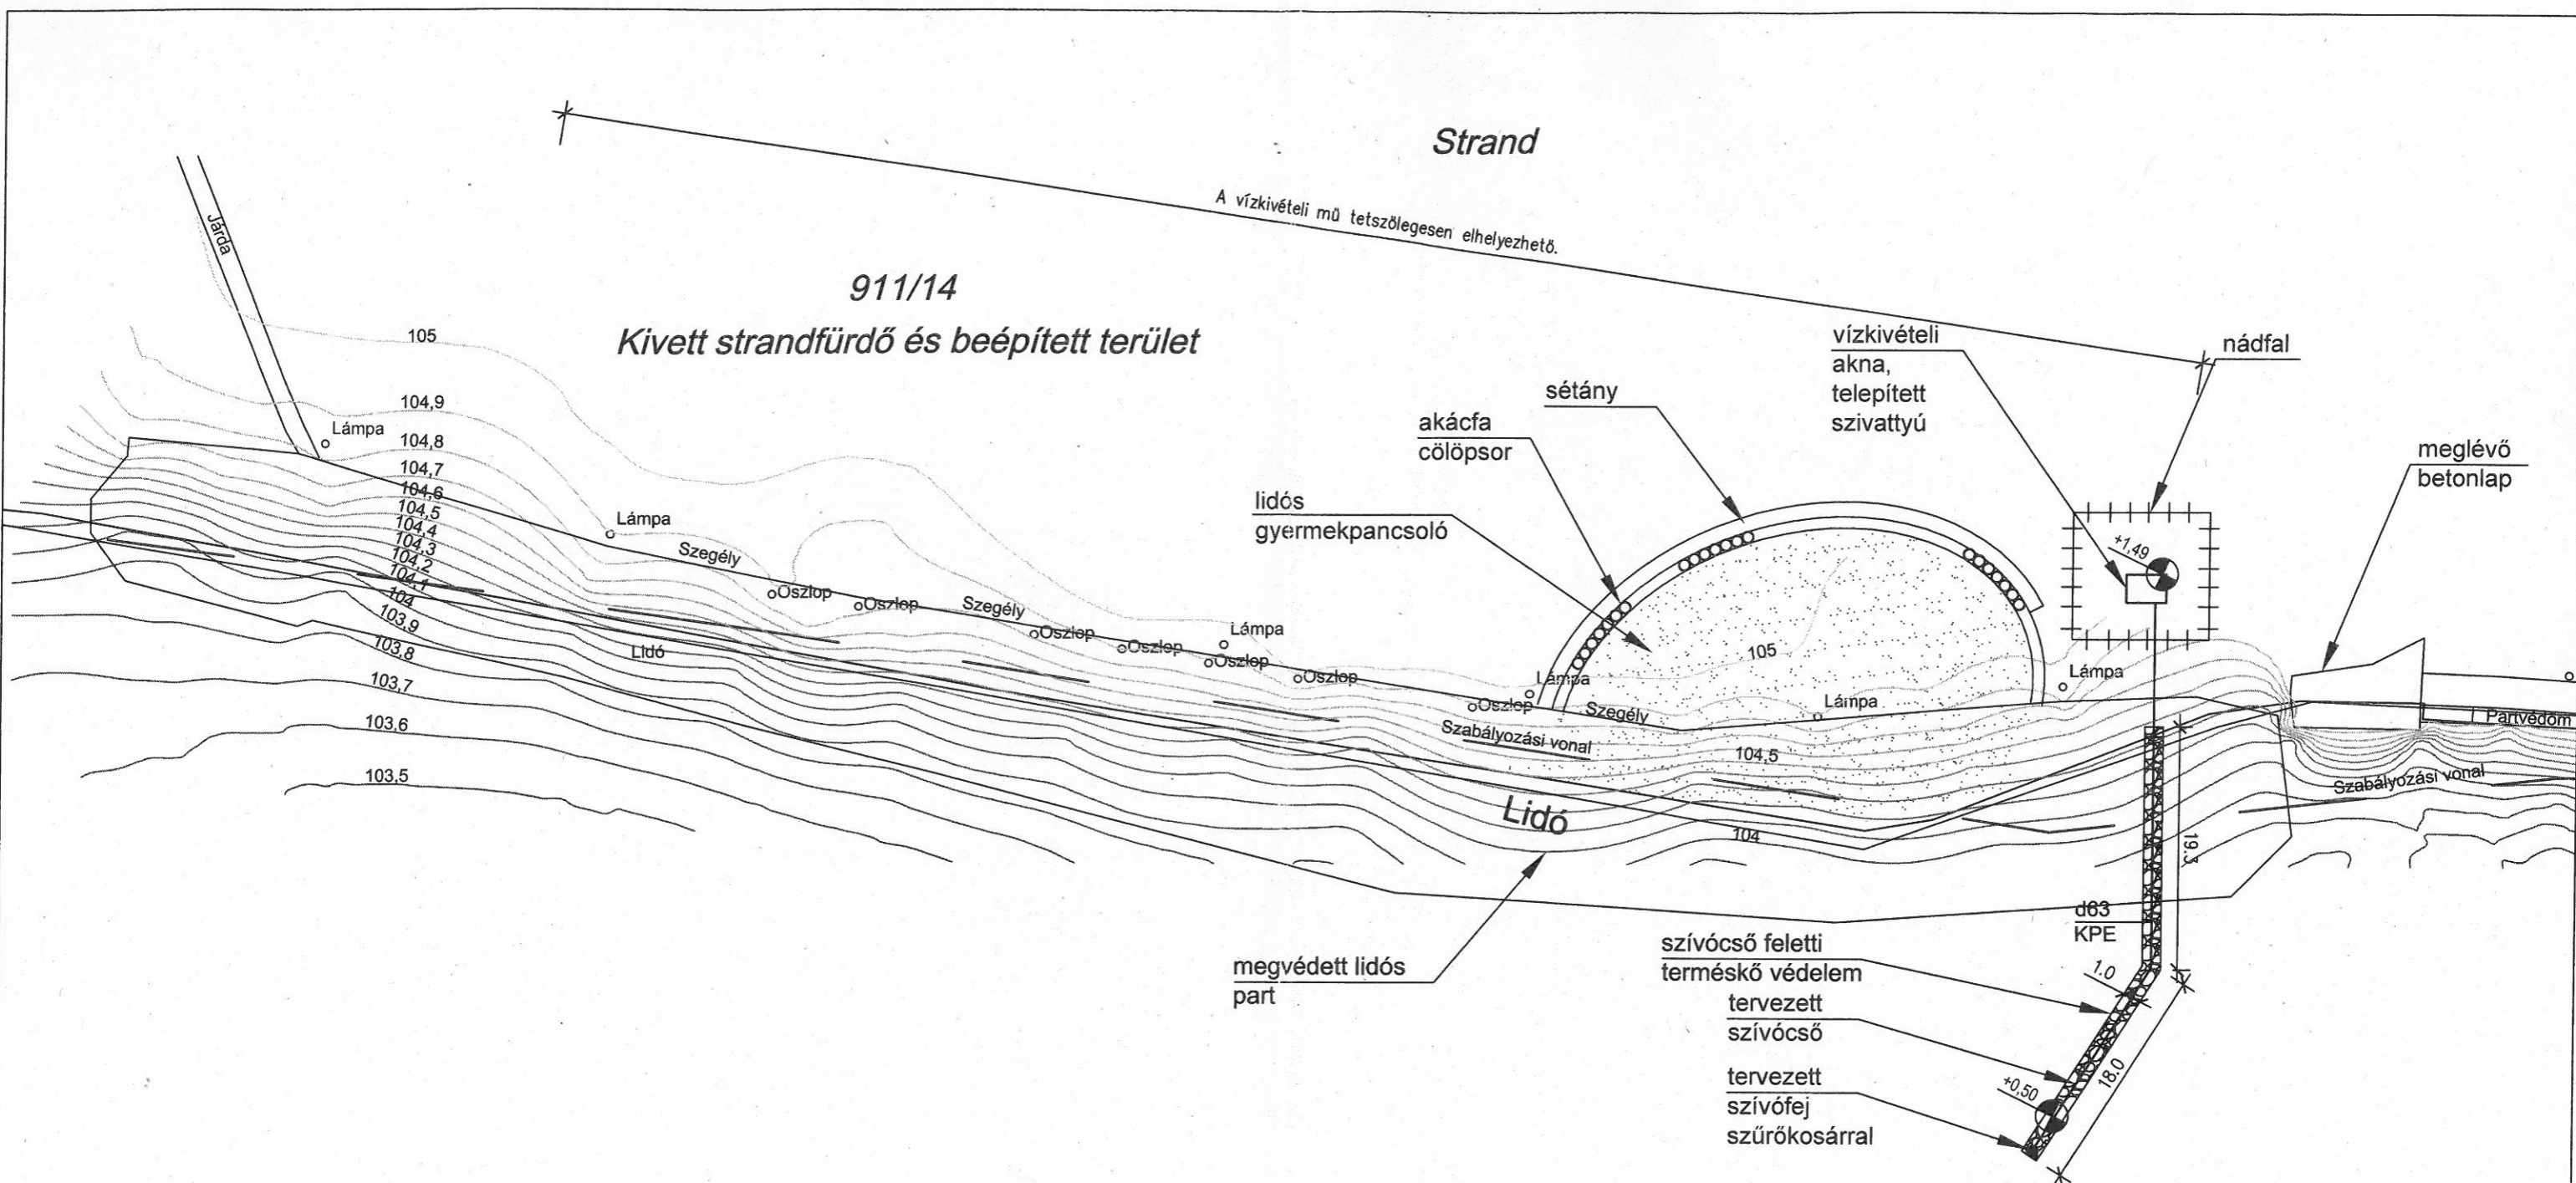 Strand
A vízkivételi mű tetszőlegesen elhelyezhető.
Járda
911/14
Kivett strandfürdő és beépített terület
105
104,9
Lámpa
104,8
104,7
104,6
104,5
104,4
104,3
104,2
104,1
104
103,9
103,8
103,7
103,6
103,5
Lámpa
Szegély
Oszlop
Oszlop
Szegély
Oszlop
Oszlop
Lámpa
Oszlop
Oszlop
Lidó
Lámpa
Oszlop
Szegély
Szabályozási vonal
105
Lámpa
104,5
Lidó
104
lidós
gyermekpancsoló
akácfa
cölöpsor
sétány
vízkivételi
akna,
telepített
szivattyú
nádfal
+1,49
Lámpa
meglévő
betonlap
Partvédőm
Szabályozási vonal
19.3
d63
KPE
megvédett lidós
part
szívócső feletti
terméskő védelem
1.0
tervezett
szívócső
18.0
tervezett
szívófej
szűrőkosárral
+0,50